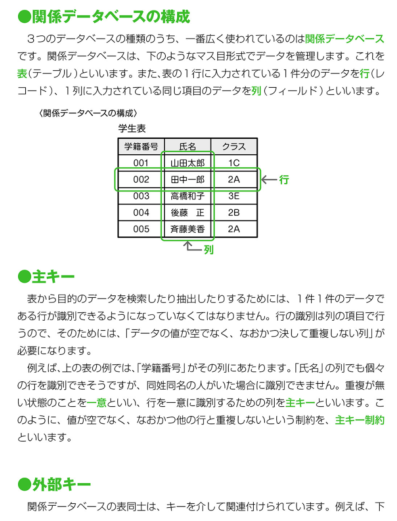 ●関係データベースの構成
３つのデータベースの種類のうち、一番広く使われているのは関係データベース
です。関係データベースは、下のようなマス目形式でデータを管理します。これを
表(テーブル)といいます。また、表の１行に入力されている１件分のデータを行(レ
コード)、１列に入力されている同じ項目のデータを列(フィールド)といいます。
〈関係データベースの構成〉
学生表
学籍番号 氏名 クラス
001 山田太郎 1C
002 田中一郎 2A
行
003 高橋和子 3E
004 後藤　正 2B
005 斉藤美香 2A
列
●主キー
表から目的のデータを検索したり抽出したりするためには、１件１件のデータで
ある行が識別できるようになっていなくてはなりません。行の識別は列の項目で行
うので、そのためには、「データの値が空でなく、なおかつ決して重複しない列」が
必要になります。
例えば、上の表の例では、「学籍番号」がその列にあたります。「氏名」の列でも個々
の行を識別できそうですが、同姓同名の人がいた場合に識別できません。重複が無
い状態のことを一意といい、行を一意に識別するための列を主キーといいます。こ
のように、値が空でなく、なおかつ他の行と重複しないという制約を、主キー制約
といいます。
●外部キー
関係データベースの表同士は、キーを介して関連付けられています。例えば、下